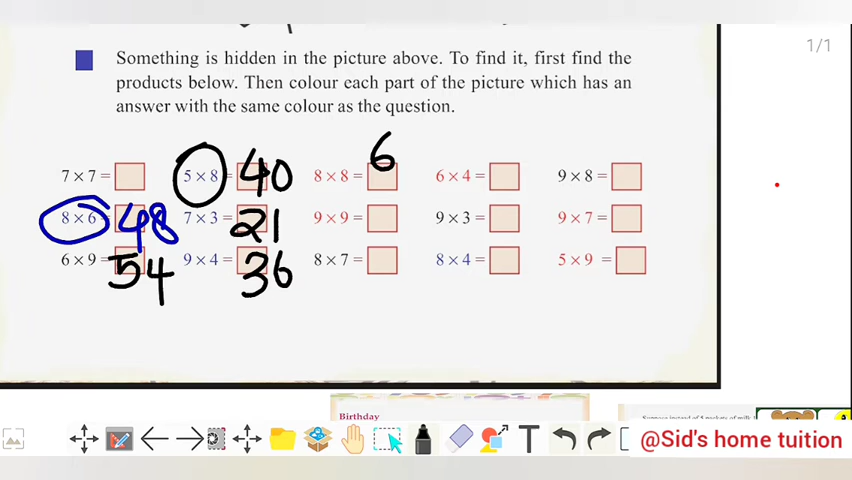 1/1
Something is hidden in the picture above. To find it, first find the
products below. Then colour each part of the picture which has an
answer with the same colour as the question.
7 × 7 = 5 × 8 = 40 8 × 8 = 6 6 × 4 = 9 × 8 =
8 × 6 = 48 7 × 3 = 21 9 × 9 = 9 × 3 = 9 × 7 =
6 × 9 = 54 9 × 4 = 36 8 × 7 = 8 × 4 = 5 × 9 =
Birthday
Suppose instead of
T
@Sid's home tuition